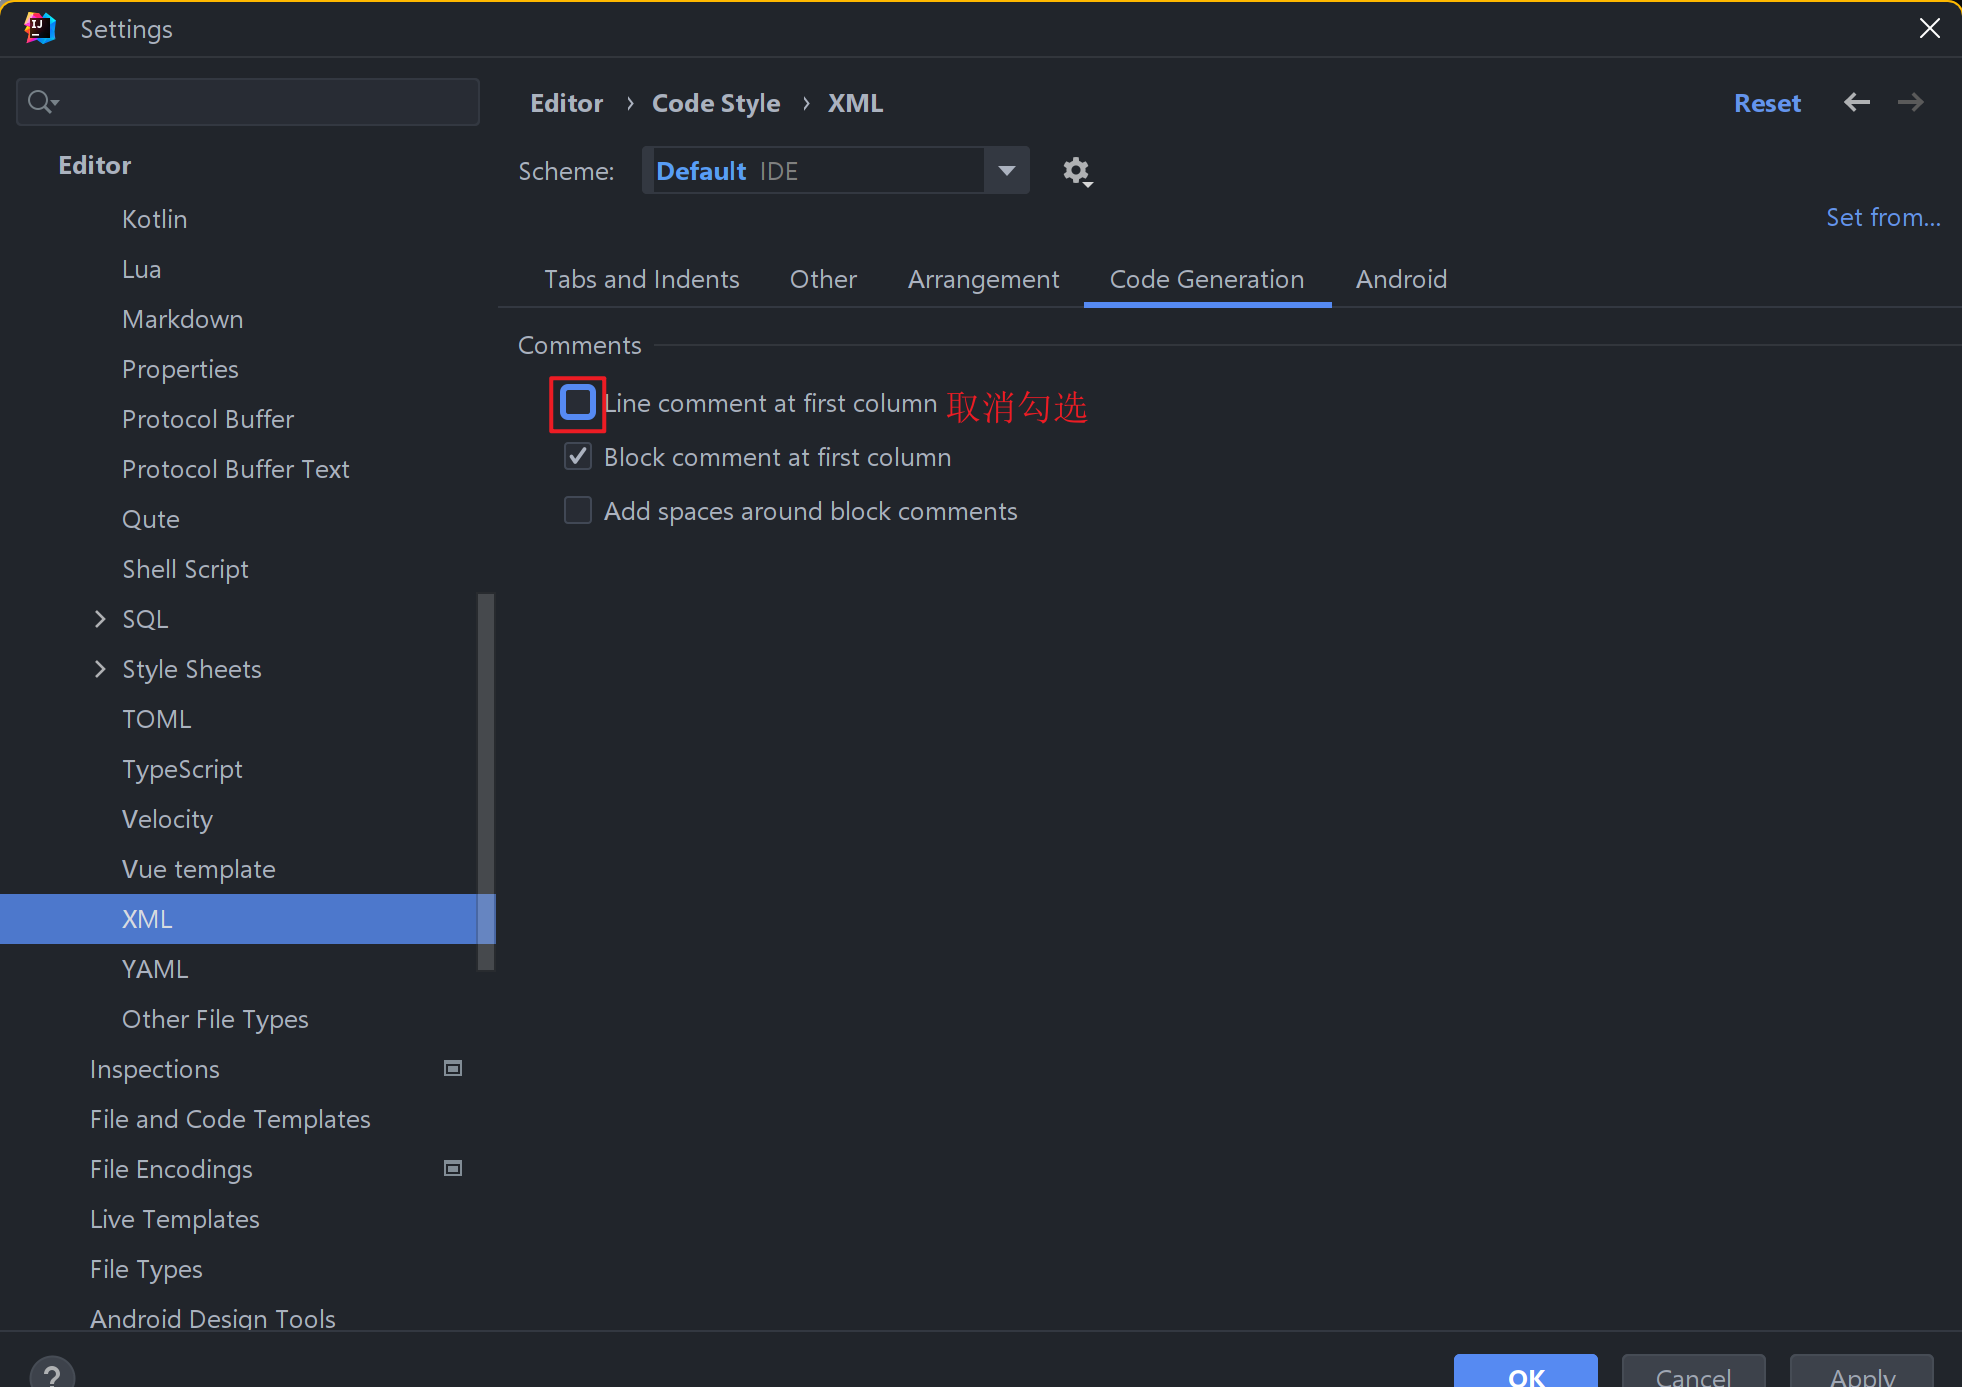 Settings
Editor › Code Style › XML
Reset
Scheme: Default IDE
Set from...
Tabs and Indents Other Arrangement Code Generation Android
Comments
Line comment at first column 取消勾选
Block comment at first column
Add spaces around block comments
Editor
Kotlin
Lua
Markdown
Properties
Protocol Buffer
Protocol Buffer Text
Qute
Shell Script
SQL
Style Sheets
TOML
TypeScript
Velocity
Vue template
XML
YAML
Other File Types
Inspections
File and Code Templates
File Encodings
Live Templates
File Types
Android Design Tools
?
OK Cancel Apply